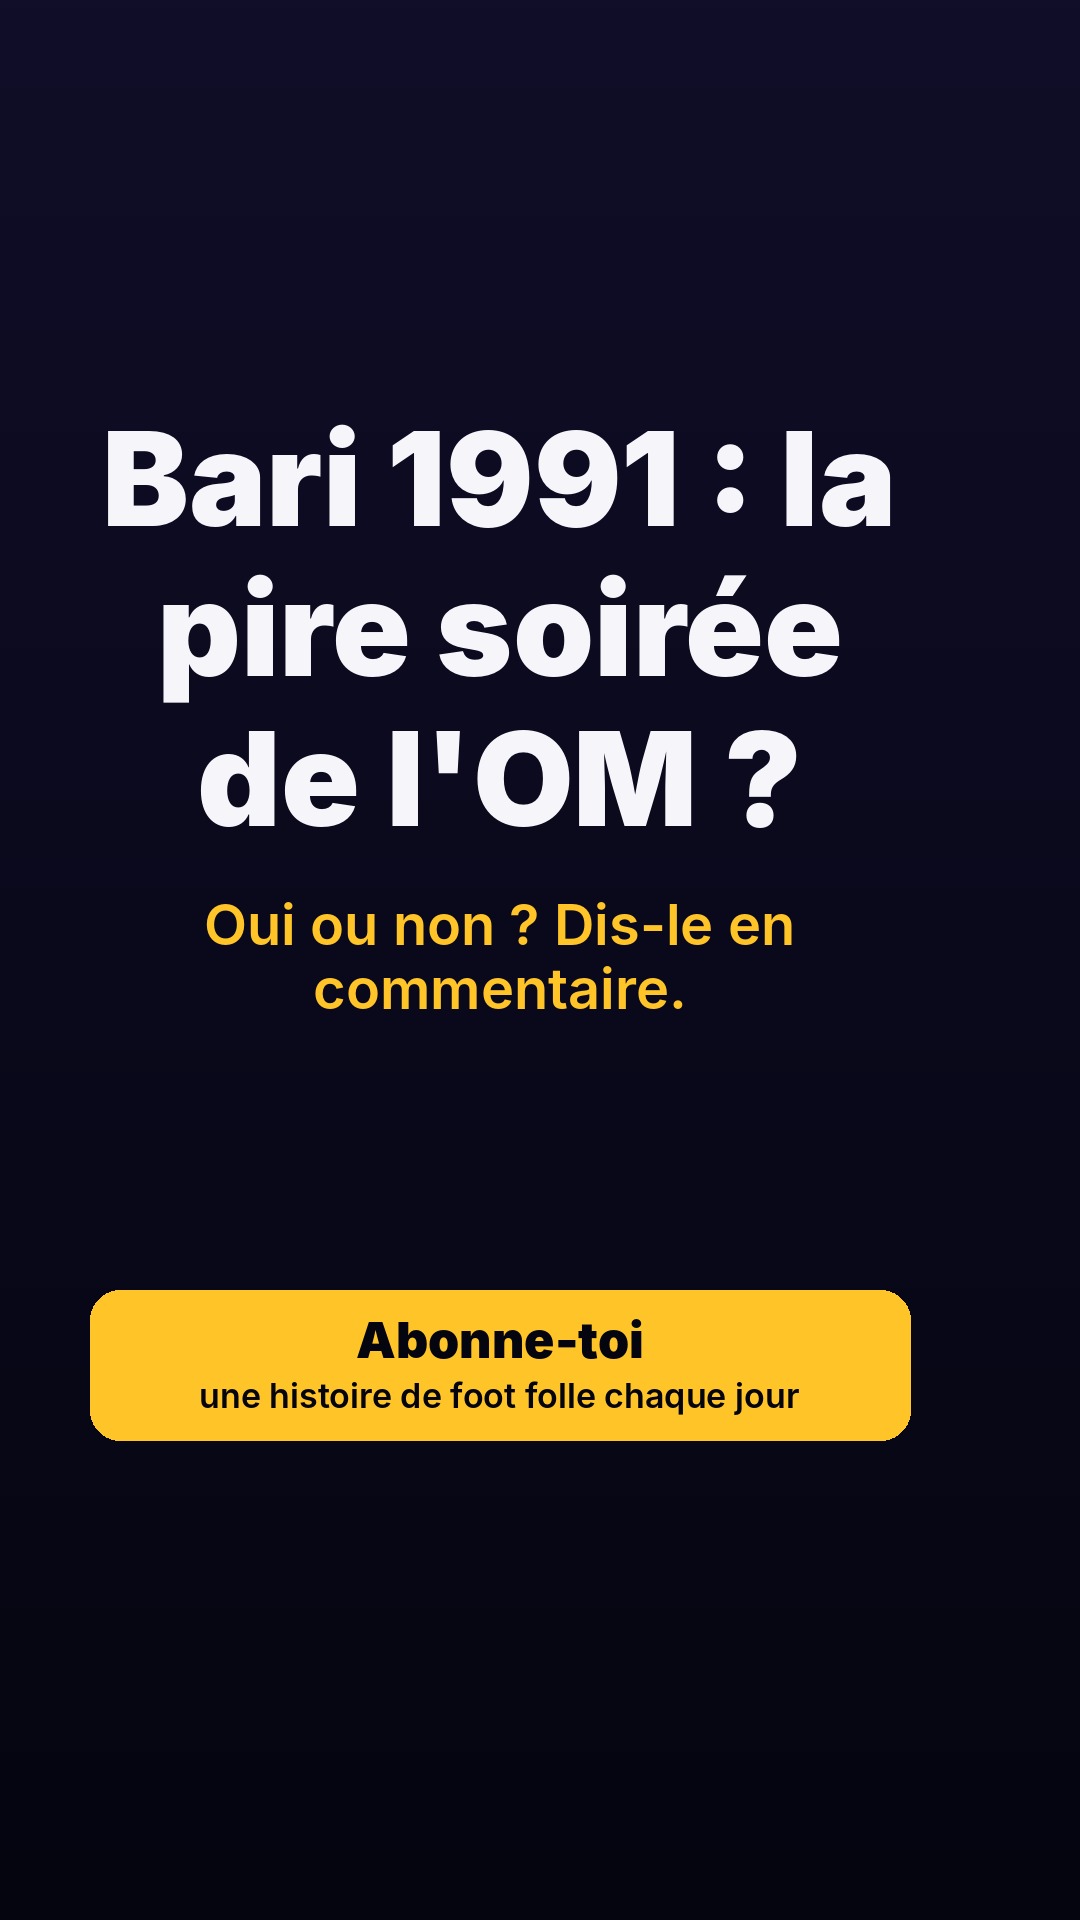 Bari 1991 : la
pire soirée
de l'OM ?
Oui ou non ? Dis-le en
commentaire.
Abonne-toi
une histoire de foot folle chaque jour